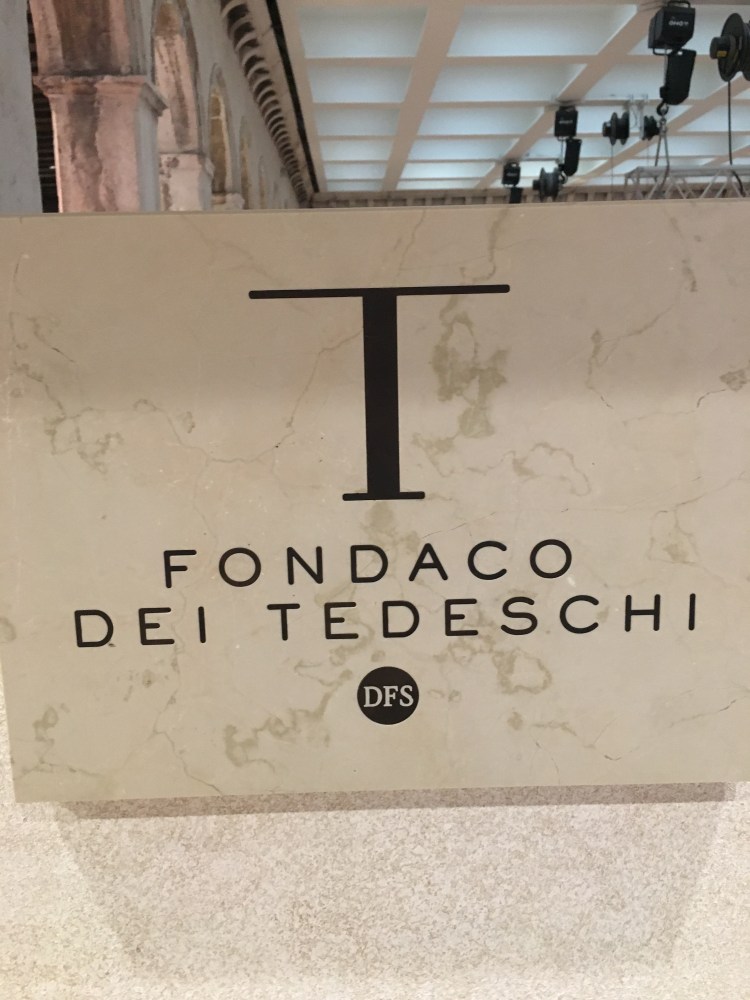 T
FONDACO
DEI TEDESCHI
DFS